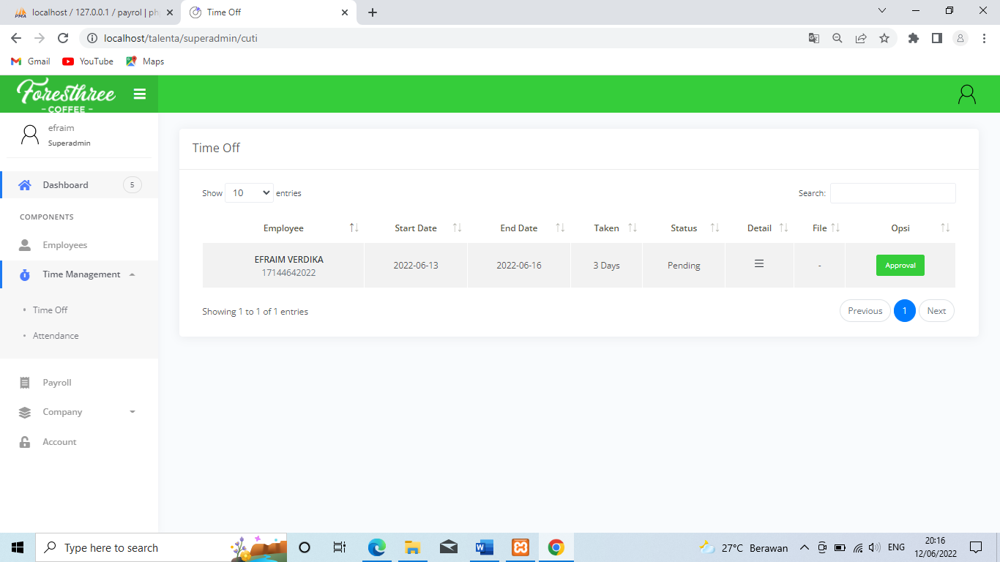 localhost / 127.0.0.1 / payrol | ph
Time Off
localhost/talenta/superadmin/cuti
Gmail
YouTube
Maps
Foresthree
- COFFEE -
efraim
Superadmin
Dashboard
5
COMPONENTS
Employees
Time Management
Time Off
Attendance
Payroll
Company
Account
Time Off
Show 10 entries
Search:
Employee Start Date End Date Taken Status Detail File Opsi
EFRAIM VERDIKA
17144642022
2022-06-13 2022-06-16 3 Days Pending - Approval
Showing 1 to 1 of 1 entries
Previous 1 Next
Type here to search
27°C Berawan
ENG
20:16
12/06/2022